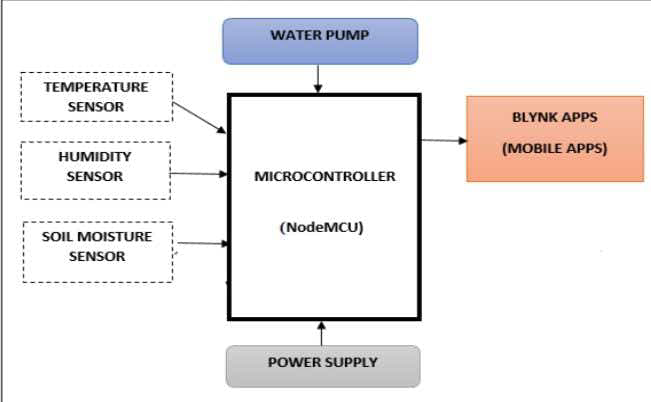 WATER PUMP
TEMPERATURE
SENSOR
HUMIDITY
SENSOR
SOIL MOISTURE
SENSOR
MICROCONTROLLER
(NodeMCU)
BLYNK APPS
(MOBILE APPS)
POWER SUPPLY